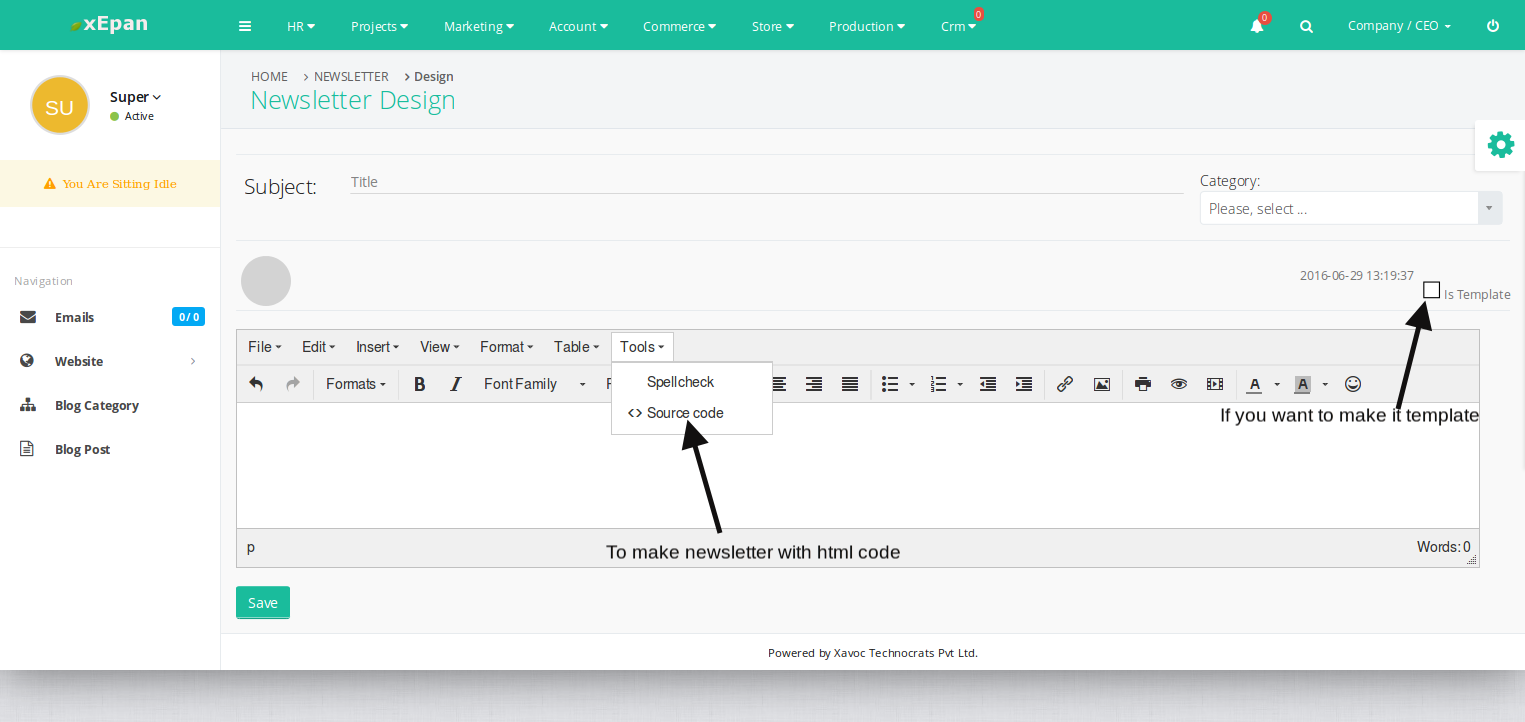 xEpan
HR
Projects
Marketing
Account
Commerce
Store
Production
Crm
0
0
Company / CEO
SU
Super
Active
You Are Sitting Idle
Navigation
Emails
0 / 0
Website
Blog Category
Blog Post
HOME > NEWSLETTER > Design
Newsletter Design
Subject:
Title
Category:
Please, select ...
2016-06-29 13:19:37
Is Template
File
Edit
Insert
View
Format
Table
Tools
Formats
B
I
Font Family
F
A
A
Spellcheck
<> Source code
If you want to make it template
p
To make newsletter with html code
Words: 0
Save
Powered by Xavoc Technocrats Pvt Ltd.